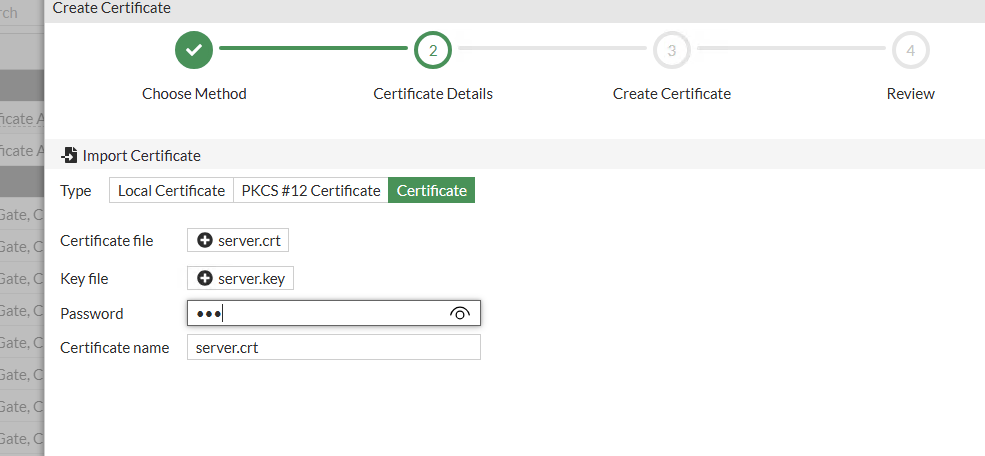 rch
Create Certificate
2
3
4
Choose Method
Certificate Details
Create Certificate
Review
ficate A
ficate A
Import Certificate
Type
Local Certificate
PKCS #12 Certificate
Certificate
Gate, C
Certificate file
server.crt
Gate, C
Key file
server.key
Gate, C
Password
•••
Gate, C
Certificate name
server.crt
Gate, C
Gate, C
Gate, C
Gate, C